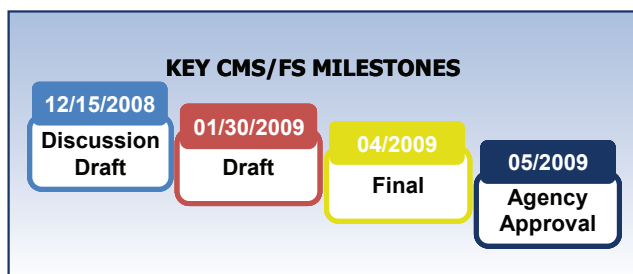 KEY CMS/FS MILESTONES
12/15/2008
Discussion
Draft
01/30/2009
Draft
04/2009
Final
05/2009
Agency
Approval